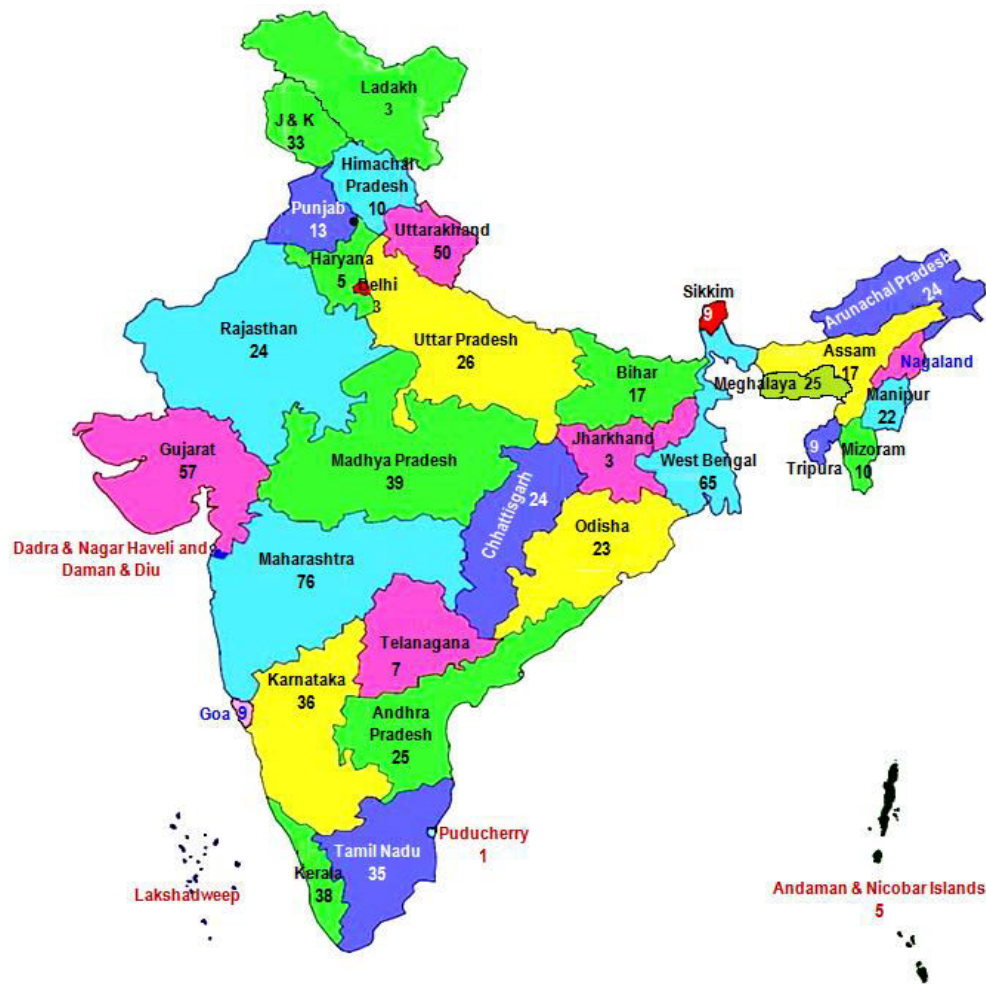 Ladakh
3
J & K
33
Himachal
Pradesh
10
Punjab
13
Uttarakhand
50
Haryana
5
Delhi
3
Rajasthan
24
Uttar Pradesh
26
Sikkim
9
Arunachal Pradesh
24
Assam
17
Nagaland
Bihar
17
Meghalaya 25
Manipur
22
Gujarat
57
Madhya Pradesh
39
Jharkhand
3
West Bengal
65
9
Tripura
Mizoram
10
Chhattisgarh 24
Odisha
23
Dadra & Nagar Haveli and
Daman & Diu
Maharashtra
76
Telanagana
7
Karnataka
36
Goa 9
Andhra
Pradesh
25
Puducherry
1
Tamil Nadu
35
Kerala
38
Lakshadweep
Andaman & Nicobar Islands
5